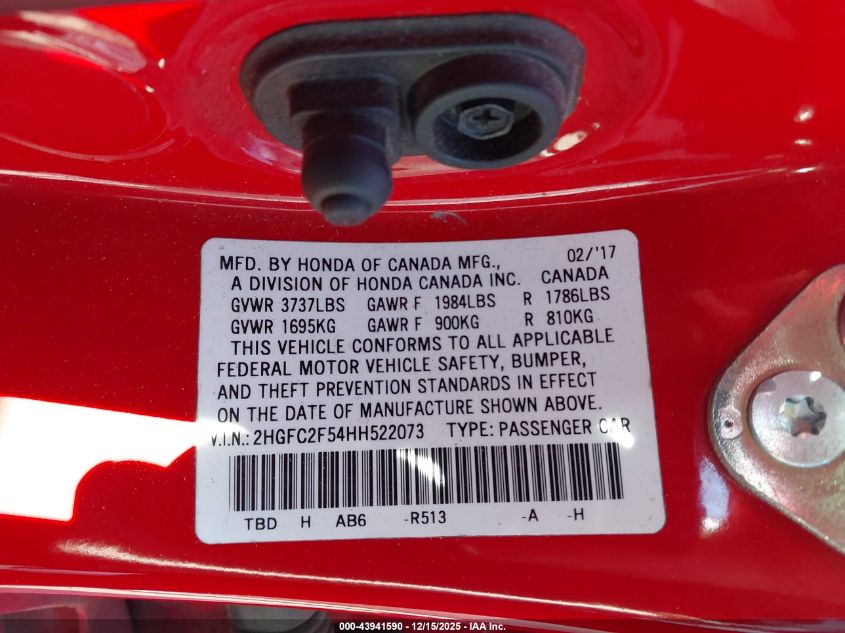 MFD. BY HONDA OF CANADA MFG., 02/'17
A DIVISION OF HONDA CANADA INC. CANADA
GVWR 3737LBS GAWR F 1984LBS R 1786LBS
GVWR 1695KG GAWR F 900KG R 810KG
THIS VEHICLE CONFORMS TO ALL APPLICABLE
FEDERAL MOTOR VEHICLE SAFETY, BUMPER,
AND THEFT PREVENTION STANDARDS IN EFFECT
ON THE DATE OF MANUFACTURE SHOWN ABOVE.
V.I.N.: 2HGFC2F54HH522073 TYPE: PASSENGER CAR
TBD H AB6 -R513 -A -H
000-43941590 - 12/15/2025 - IAA Inc.